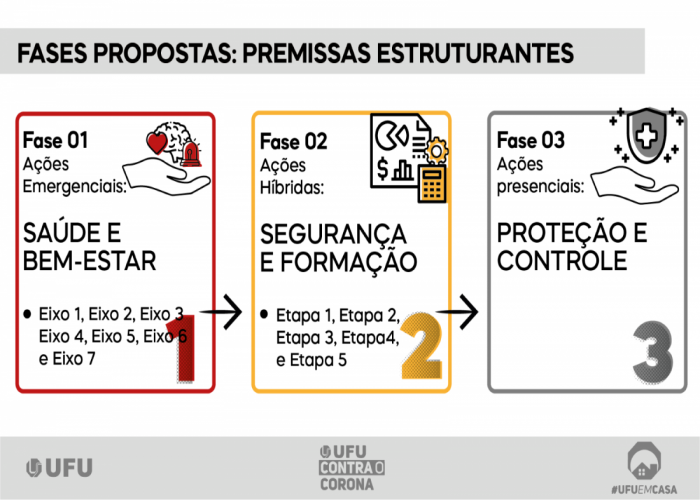 FASES PROPOSTAS: PREMISSAS ESTRUTURANTES
Fase 01
Ações
Emergenciais:
SAÚDE E
BEM-ESTAR
• Eixo 1, Eixo 2, Eixo 3
Eixo 4, Eixo 5, Eixo 6
e Eixo 7
1
Fase 02
Ações
Híbridas:
$
SEGURANÇA
E FORMAÇÃO
• Etapa 1, Etapa 2,
Etapa 3, Etapa4,
e Etapa 5
2
Fase 03
Ações
presenciais:
PROTEÇÃO E
CONTROLE
3
UFU
UFU
CONTRA O
CORONA
#UFUEMCASA